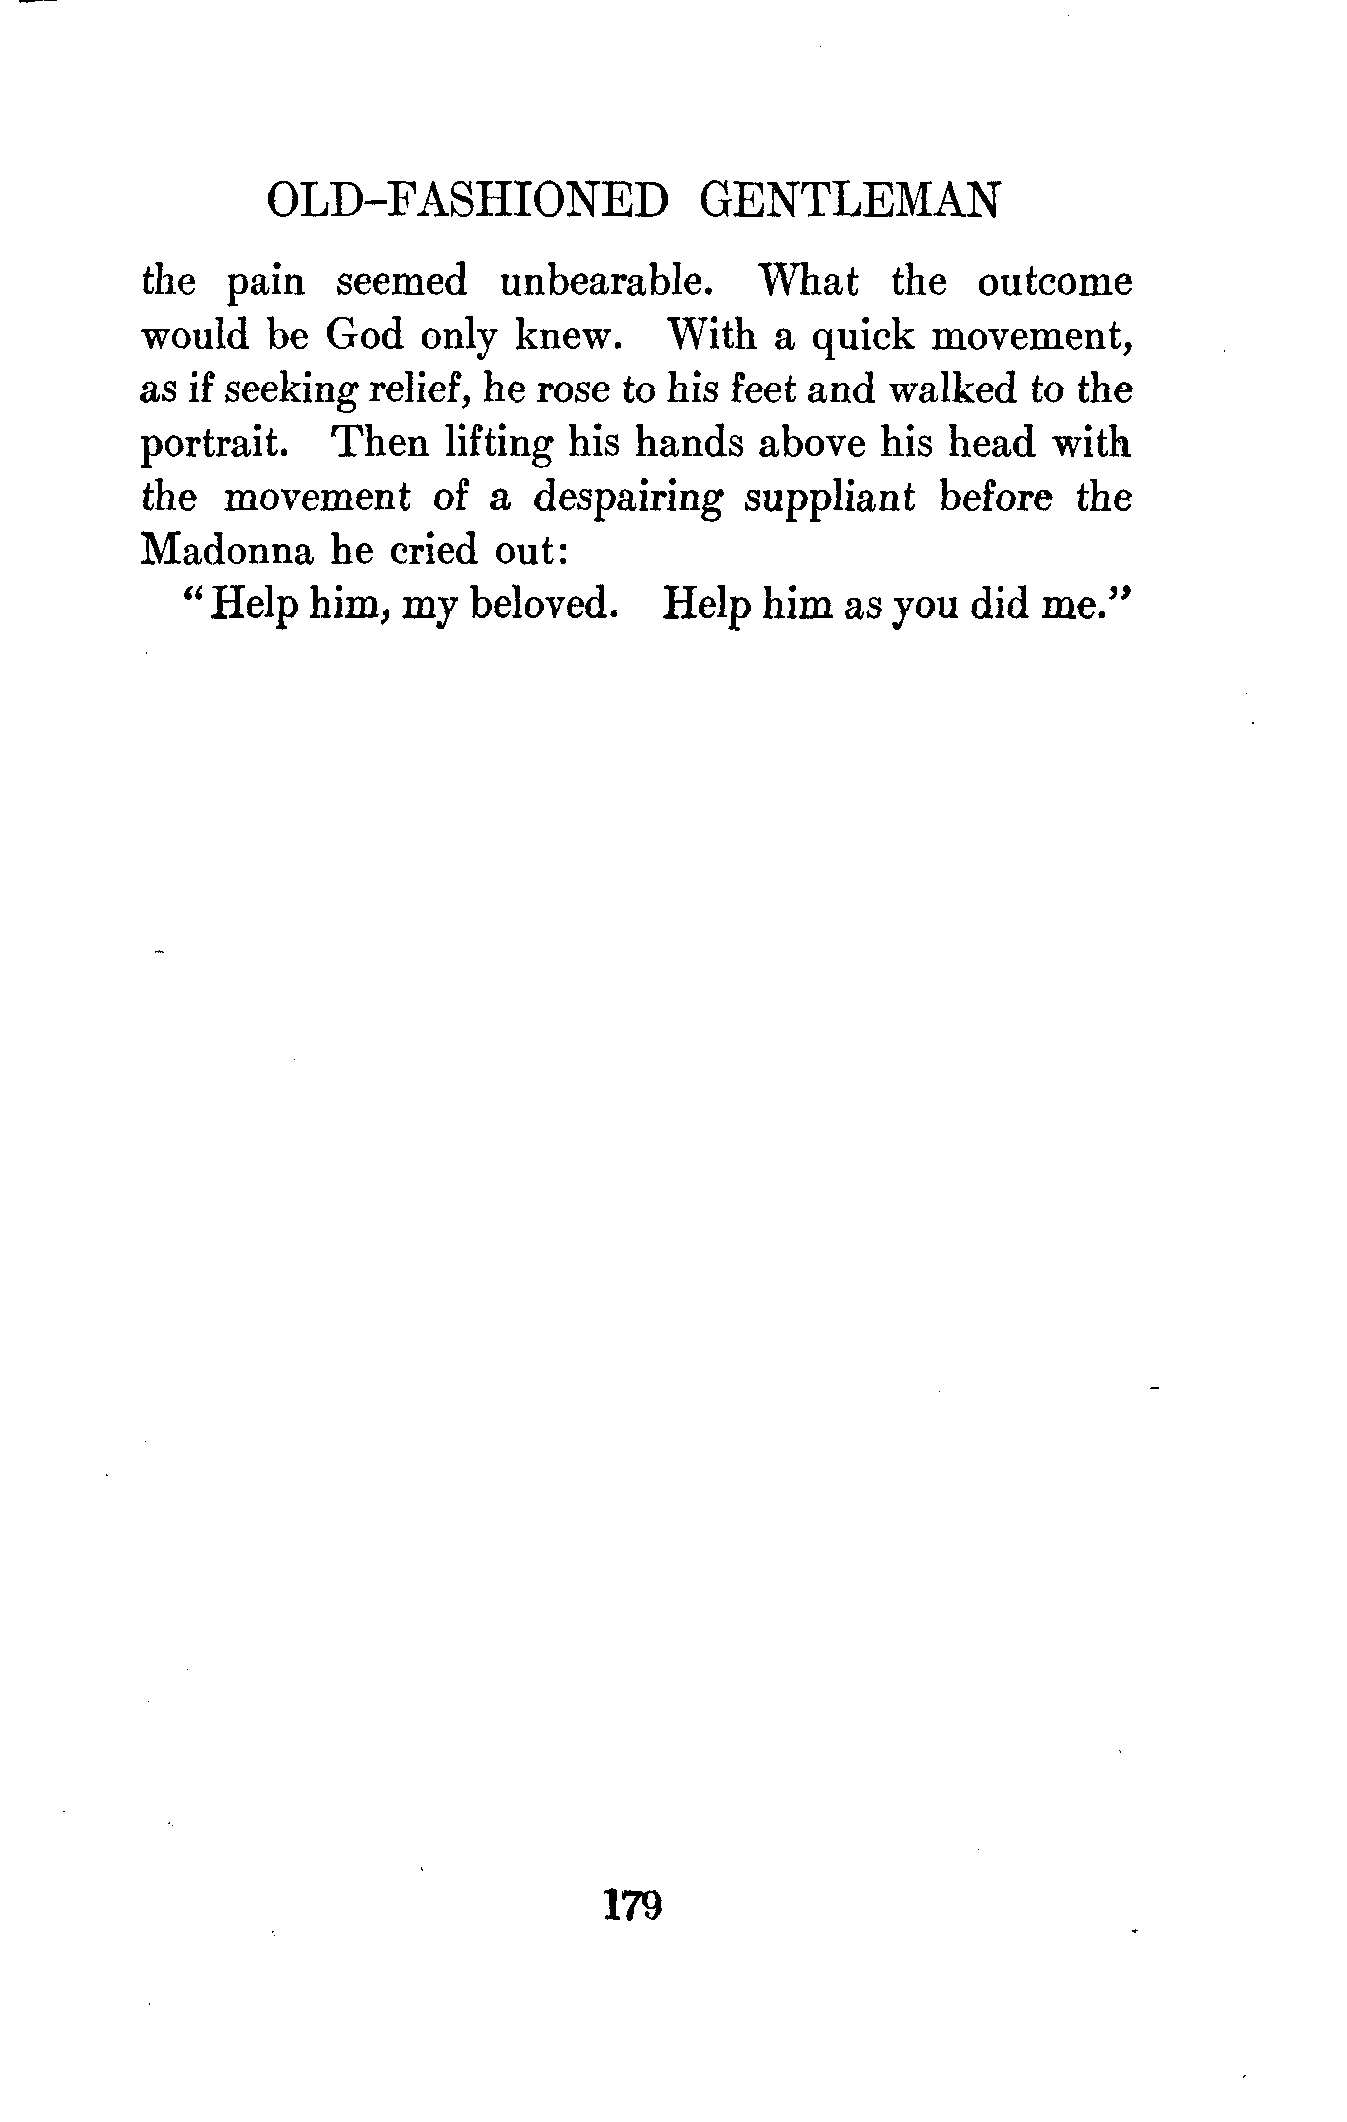 OLD-FASHIONED GENTLEMAN
the pain seemed unbearable. What the outcome
would be God only knew. With a quick movement,
as if seeking relief, he rose to his feet and walked to the
portrait. Then lifting his hands above his head with
the movement of a despairing suppliant before the
Madonna he cried out:
"Help him, my beloved. Help him as you did me."
179